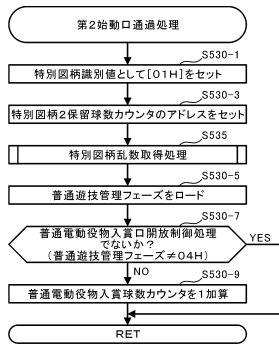 第2始動口通過処理
S530-1
特別図柄識別値として[01H]をセット
S530-3
特別図柄2保留球数カウンタのアドレスをセット
S535
特別図柄乱数取得処理
S530-5
普通遊技管理フェーズをロード
S530-7
普通電動役物入賞口開放制御処理
でないか?
(普通遊技管理フェーズ≠04H)
YES
NO
S530-9
普通電動役物入賞球数カウンタを1加算
RET